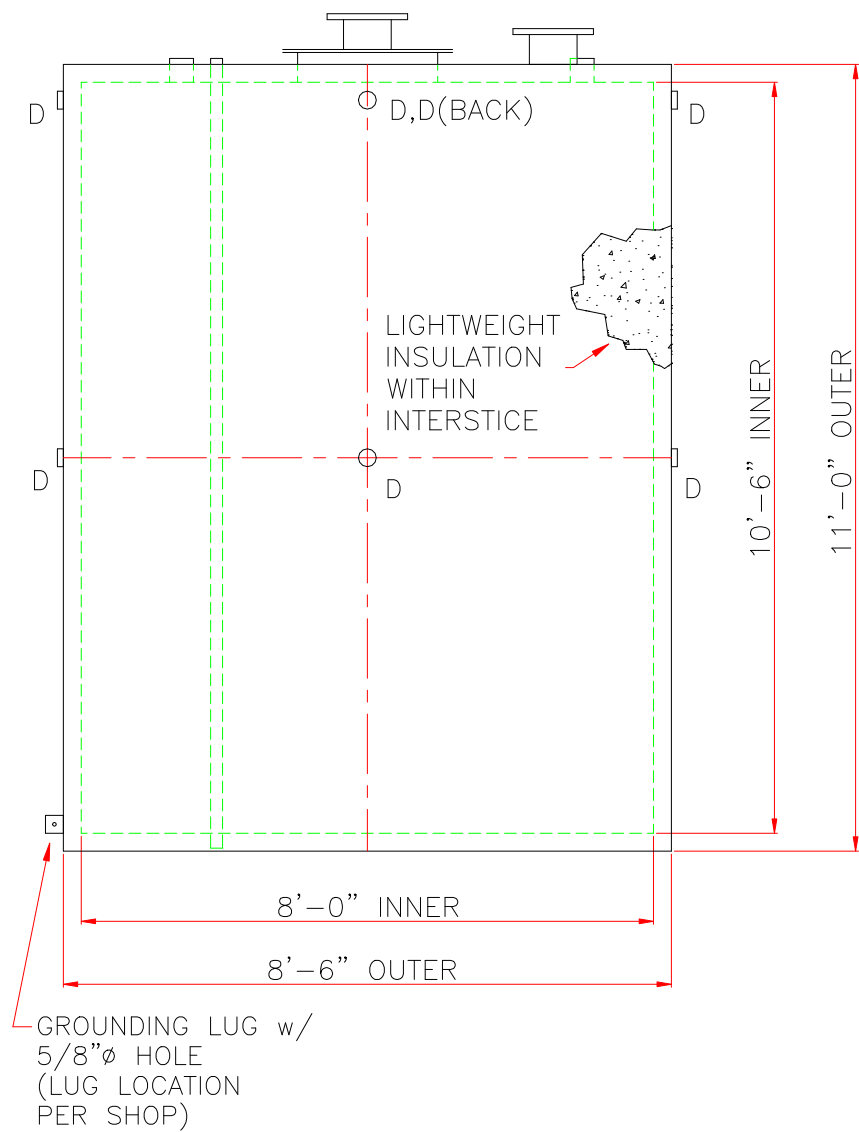 D
D,D(BACK)
D
LIGHTWEIGHT
INSULATION
WITHIN
INTERSTICE
10’-6” INNER
11’-0” OUTER
D
D
D
8’-0” INNER
8’-6” OUTER
GROUNDING LUG w/
5/8”ø HOLE
(LUG LOCATION
PER SHOP)